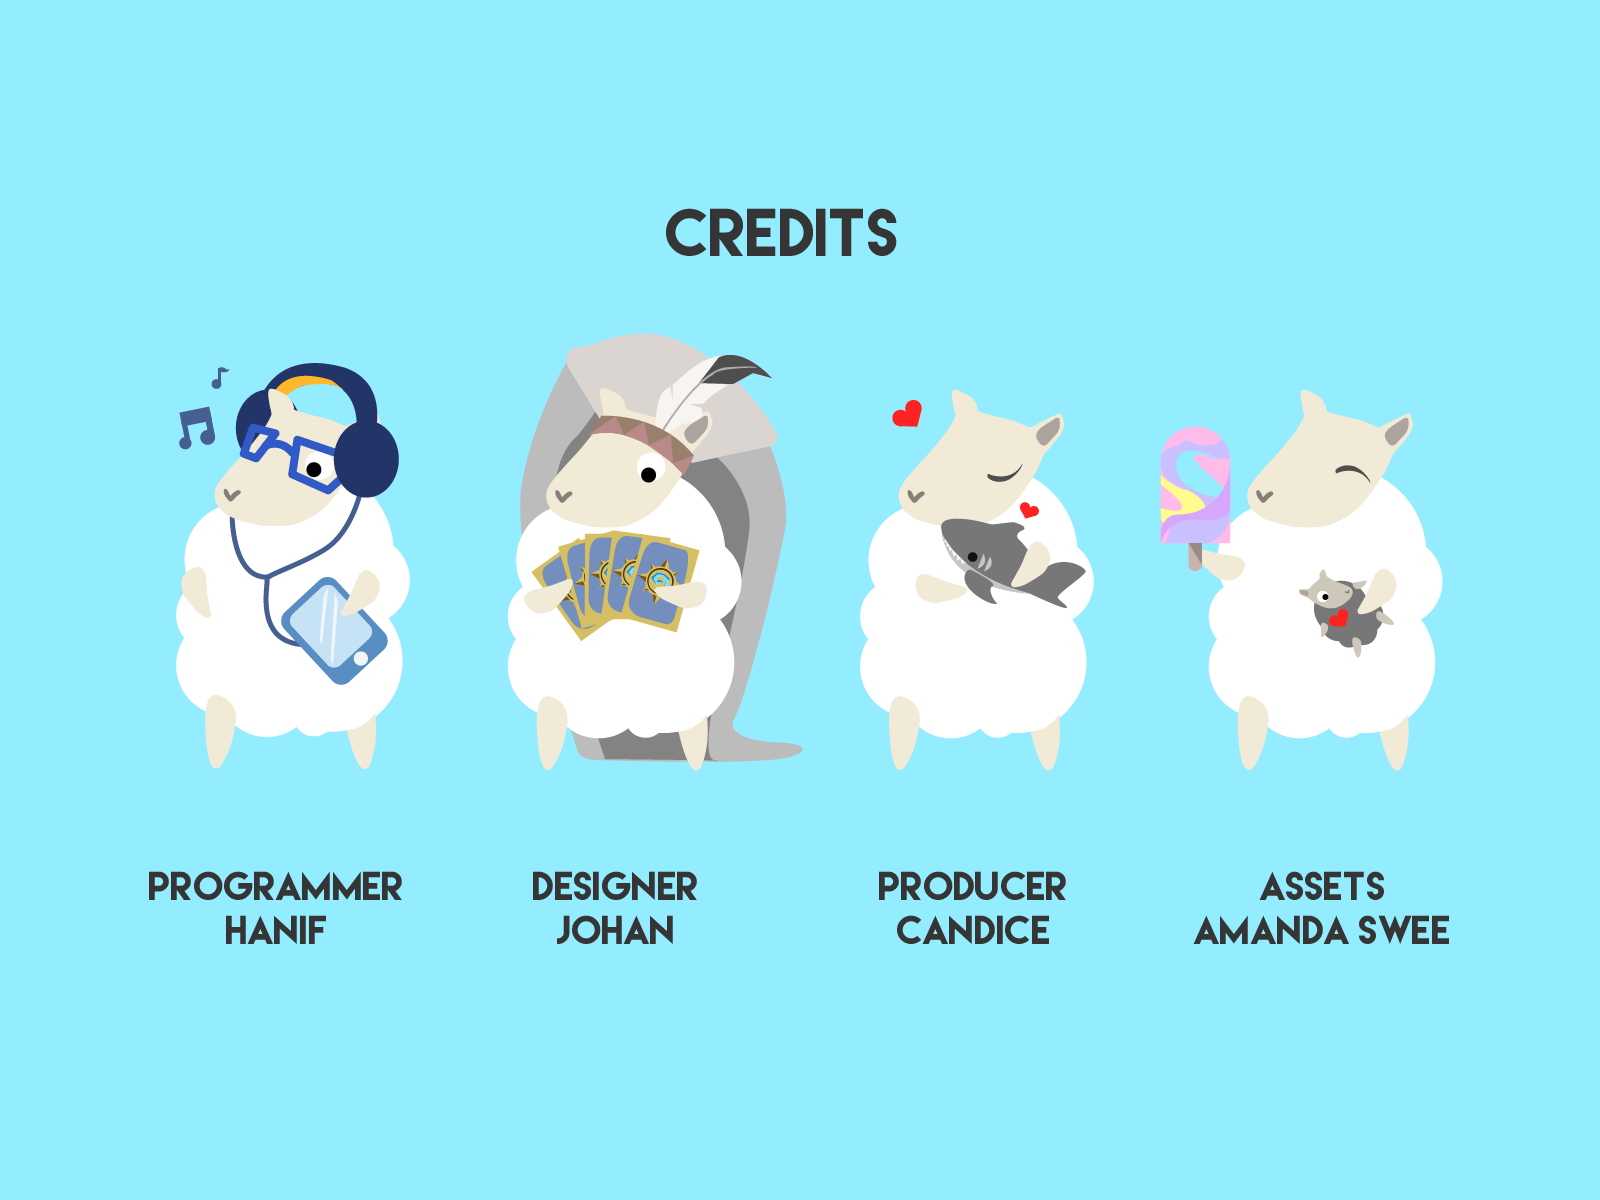 CREDITS
PROGRAMMER
HANIF
DESIGNER
JOHAN
PRODUCER
CANDICE
ASSETS
AMANDA SWEE